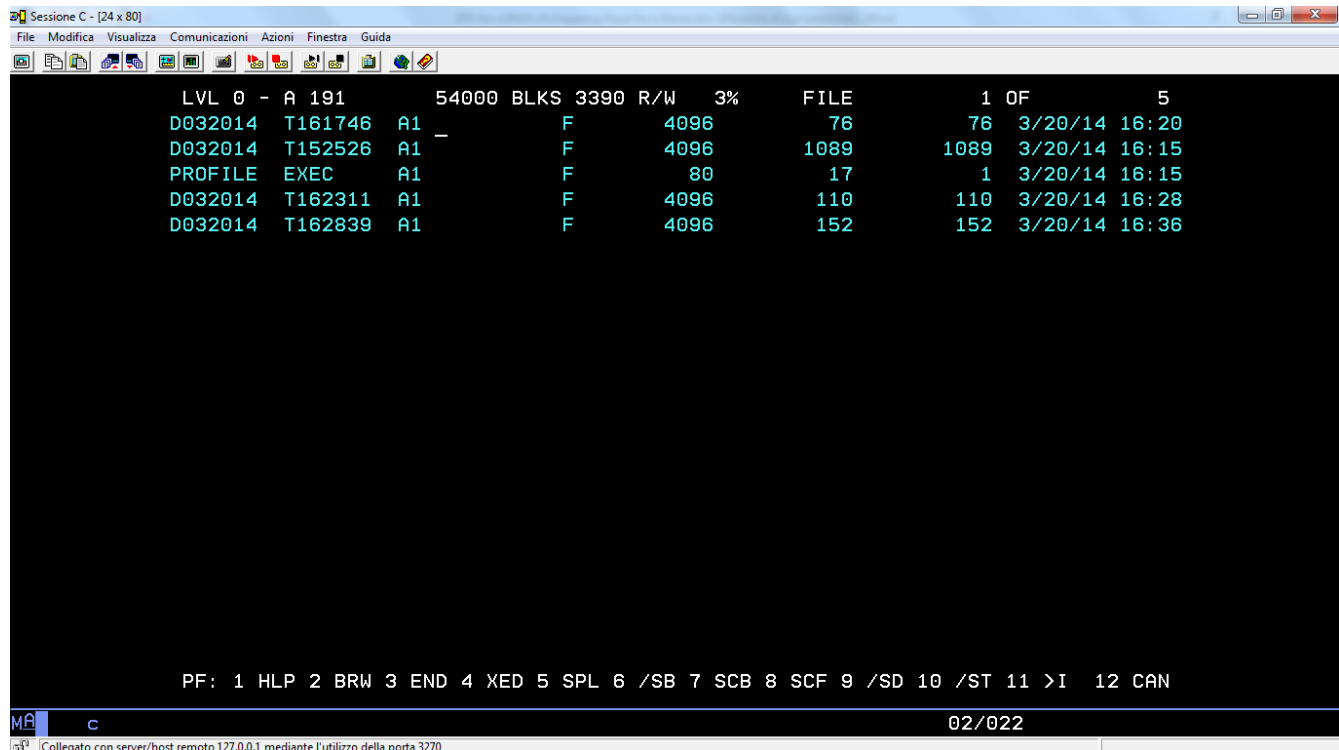 Sessione C - [24 x 80]
File Modifica Visualizza Comunicazioni Azioni Finestra Guida
LVL 0 - A 191 54000 BLKS 3390 R/W 3% FILE 1 OF 5
D032014 T161746 A1 _ F 4096 76 76 3/20/14 16:20
D032014 T152526 A1 F 4096 1089 1089 3/20/14 16:15
PROFILE EXEC A1 F 80 17 1 3/20/14 16:15
D032014 T162311 A1 F 4096 110 110 3/20/14 16:28
D032014 T162839 A1 F 4096 152 152 3/20/14 16:36
PF: 1 HLP 2 BRW 3 END 4 XED 5 SPL 6 /SB 7 SCB 8 SCF 9 /SD 10 /ST 11 >I 12 CAN
MA c 02/022
Collegato con server/host remoto 127.0.0.1 mediante l'utilizzo della porta 3270